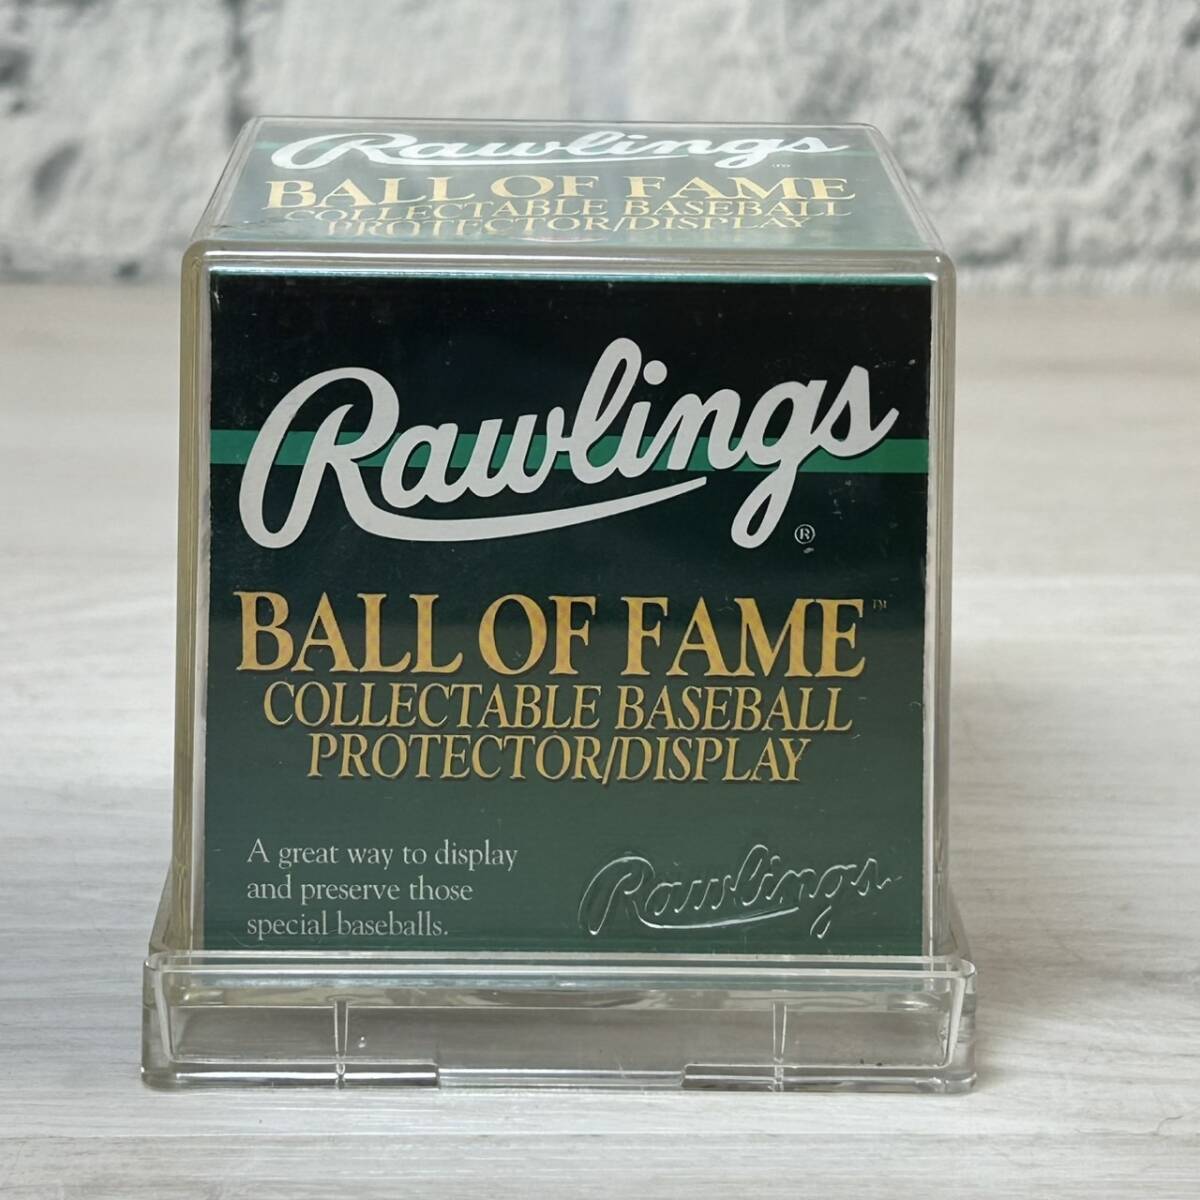 Rawlings
BALL OF FAME
COLLECTABLE BASEBALL
PROTECTOR/DISPLAY
Rawlings ®
BALL OF FAME™
COLLECTABLE BASEBALL
PROTECTOR/DISPLAY
A great way to display
and preserve those
special baseballs.
Rawlings